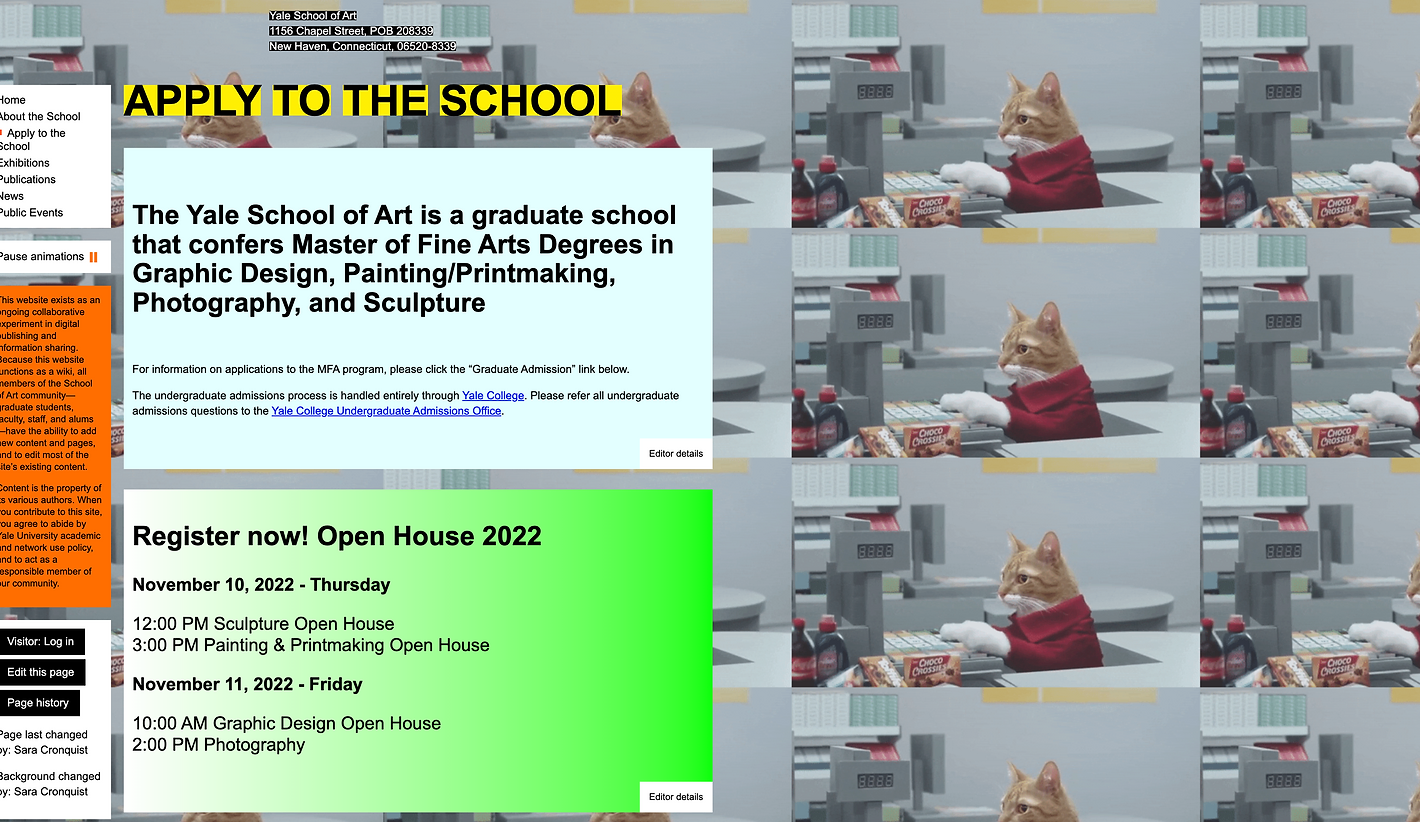 Yale School of Art
1156 Chapel Street, POB 208339
New Haven, Connecticut, 06520-8339
APPLY TO THE SCHOOL
Home
About the School
Apply to the
School
Exhibitions
Publications
News
Public Events
Pause animations
This website exists as an
ongoing collaborative
experiment in digital
publishing and
information sharing.
Because this website
functions as a wiki, all
members of the School
of Art community—
graduate students,
faculty, staff, and alums
—have the ability to add
new content and pages,
and to edit most of the
site's existing content.
Content is the property of
its various authors. When
you contribute to this site,
you agree to abide by
Yale University academic
and network use policy,
and to act as a
responsible member of
our community.
Visitor: Log in
Edit this page
Page history
Page last changed
by: Sara Cronquist
Background changed
by: Sara Cronquist
The Yale School of Art is a graduate school
that confers Master of Fine Arts Degrees in
Graphic Design, Painting/Printmaking,
Photography, and Sculpture
For information on applications to the MFA program, please click the “Graduate Admission” link below.
The undergraduate admissions process is handled entirely through Yale College. Please refer all undergraduate
admissions questions to the Yale College Undergraduate Admissions Office.
Editor details
Register now! Open House 2022
November 10, 2022 - Thursday
12:00 PM Sculpture Open House
3:00 PM Painting & Printmaking Open House
November 11, 2022 - Friday
10:00 AM Graphic Design Open House
2:00 PM Photography
Editor details
CHOCO
CROSSIES
CHOCO
CROSSIES
CHOCO
CROSSIES
CHOCO
CROSSIES
CHOCO
CROSSIES
CHOCO
CROSSIES